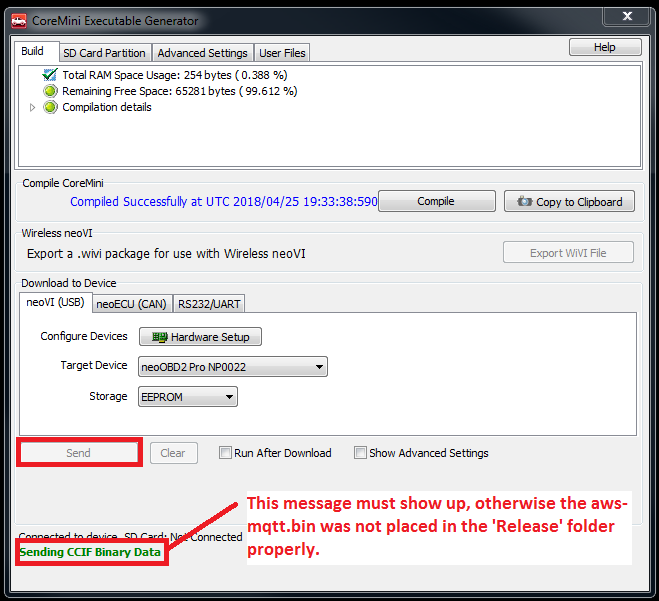 CoreMini Executable Generator
Build SD Card Partition Advanced Settings User Files Help
Total RAM Space Usage: 254 bytes ( 0.388 %)
Remaining Free Space: 65281 bytes ( 99.612 %)
Compilation details
Compile CoreMini
Compiled Successfully at UTC 2018/04/25 19:33:38:590 Compile Copy to Clipboard
Wireless neoVI
Export a .wivi package for use with Wireless neoVI Export WiVI File
Download to Device
neoVI (USB) neoECU (CAN) RS232/UART
Configure Devices Hardware Setup
Target Device neoOBD2 Pro NP0022
Storage EEPROM
Send Clear Run After Download Show Advanced Settings
This message must show up, otherwise the aws-
mqtt.bin was not placed in the 'Release' folder
properly.
Connected to device. SD Card: Not Connected
Sending CCIF Binary Data